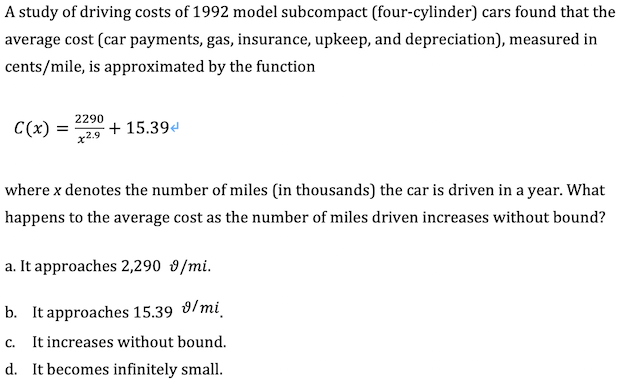 A study of driving costs of 1992 model subcompact (four-cylinder) cars found that the
average cost (car payments, gas, insurance, upkeep, and depreciation), measured in
cents/mile, is approximated by the function
C(x) = 2290/x^2.9 + 15.39↵
where x denotes the number of miles (in thousands) the car is driven in a year. What
happens to the average cost as the number of miles driven increases without bound?
a. It approaches 2,290 ϑ/mi.
b. It approaches 15.39 ϑ/mi.
c. It increases without bound.
d. It becomes infinitely small.